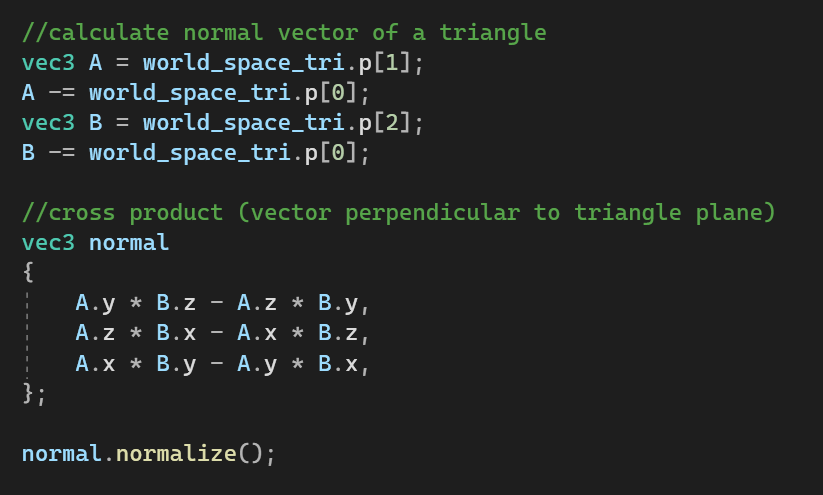 //calculate normal vector of a triangle
vec3 A = world_space_tri.p[1];
A -= world_space_tri.p[0];
vec3 B = world_space_tri.p[2];
B -= world_space_tri.p[0];
//cross product (vector perpendicular to triangle plane)
vec3 normal
{
A.y * B.z - A.z * B.y,
A.z * B.x - A.x * B.z,
A.x * B.y - A.y * B.x,
};
normal.normalize();